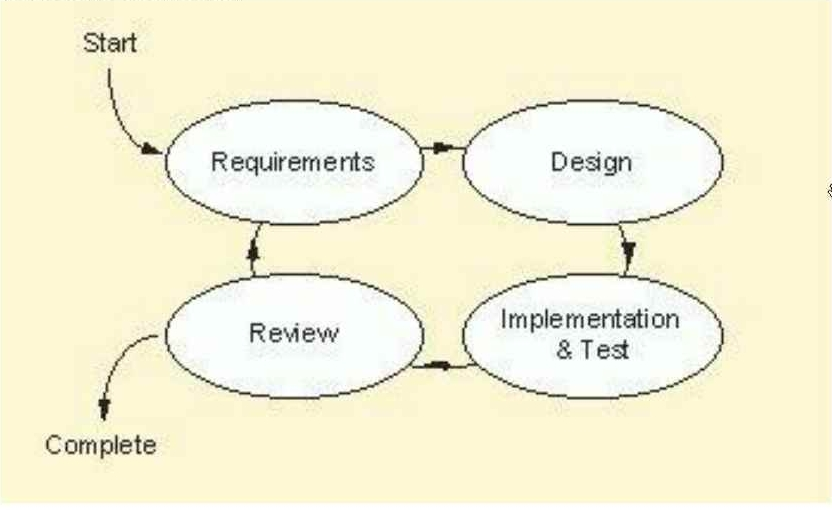 Start
Requirements
Design
Review
Implementation
& Test
Complete